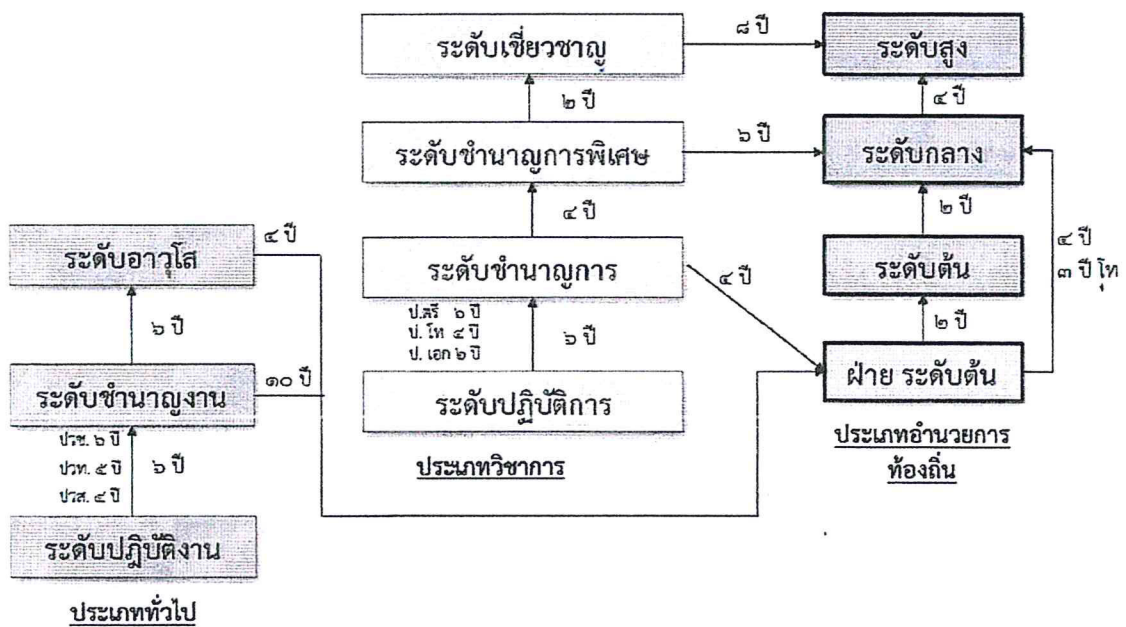 ระดับเชี่ยวชาญ
๘ ปี
ระดับสูง
๒ ปี
๔ ปี
ระดับชำนาญการพิเศษ
๖ ปี
ระดับกลาง
๔ ปี
๒ ปี
ระดับอาวุโส
๔ ปี
ระดับชำนาญการ
๔ ปี
ระดับต้น
๔ ปี
๓ ปี โท
๖ ปี
ป.ตรี ๖ ปี
ป. โท ๔ ปี
ป. เอก ๒ ปี
๖ ปี
๒ ปี
ฝ่าย ระดับต้น
ระดับชำนาญงาน
๑๐ ปี
ระดับปฏิบัติการ
ปวช. ๖ ปี
ปวท. ๕ ปี
ปวส. ๔ ปี
๖ ปี
ประเภทวิชาการ
ประเภทอำนวยการ
ท้องถิ่น
ระดับปฏิบัติงาน
ประเภททั่วไป